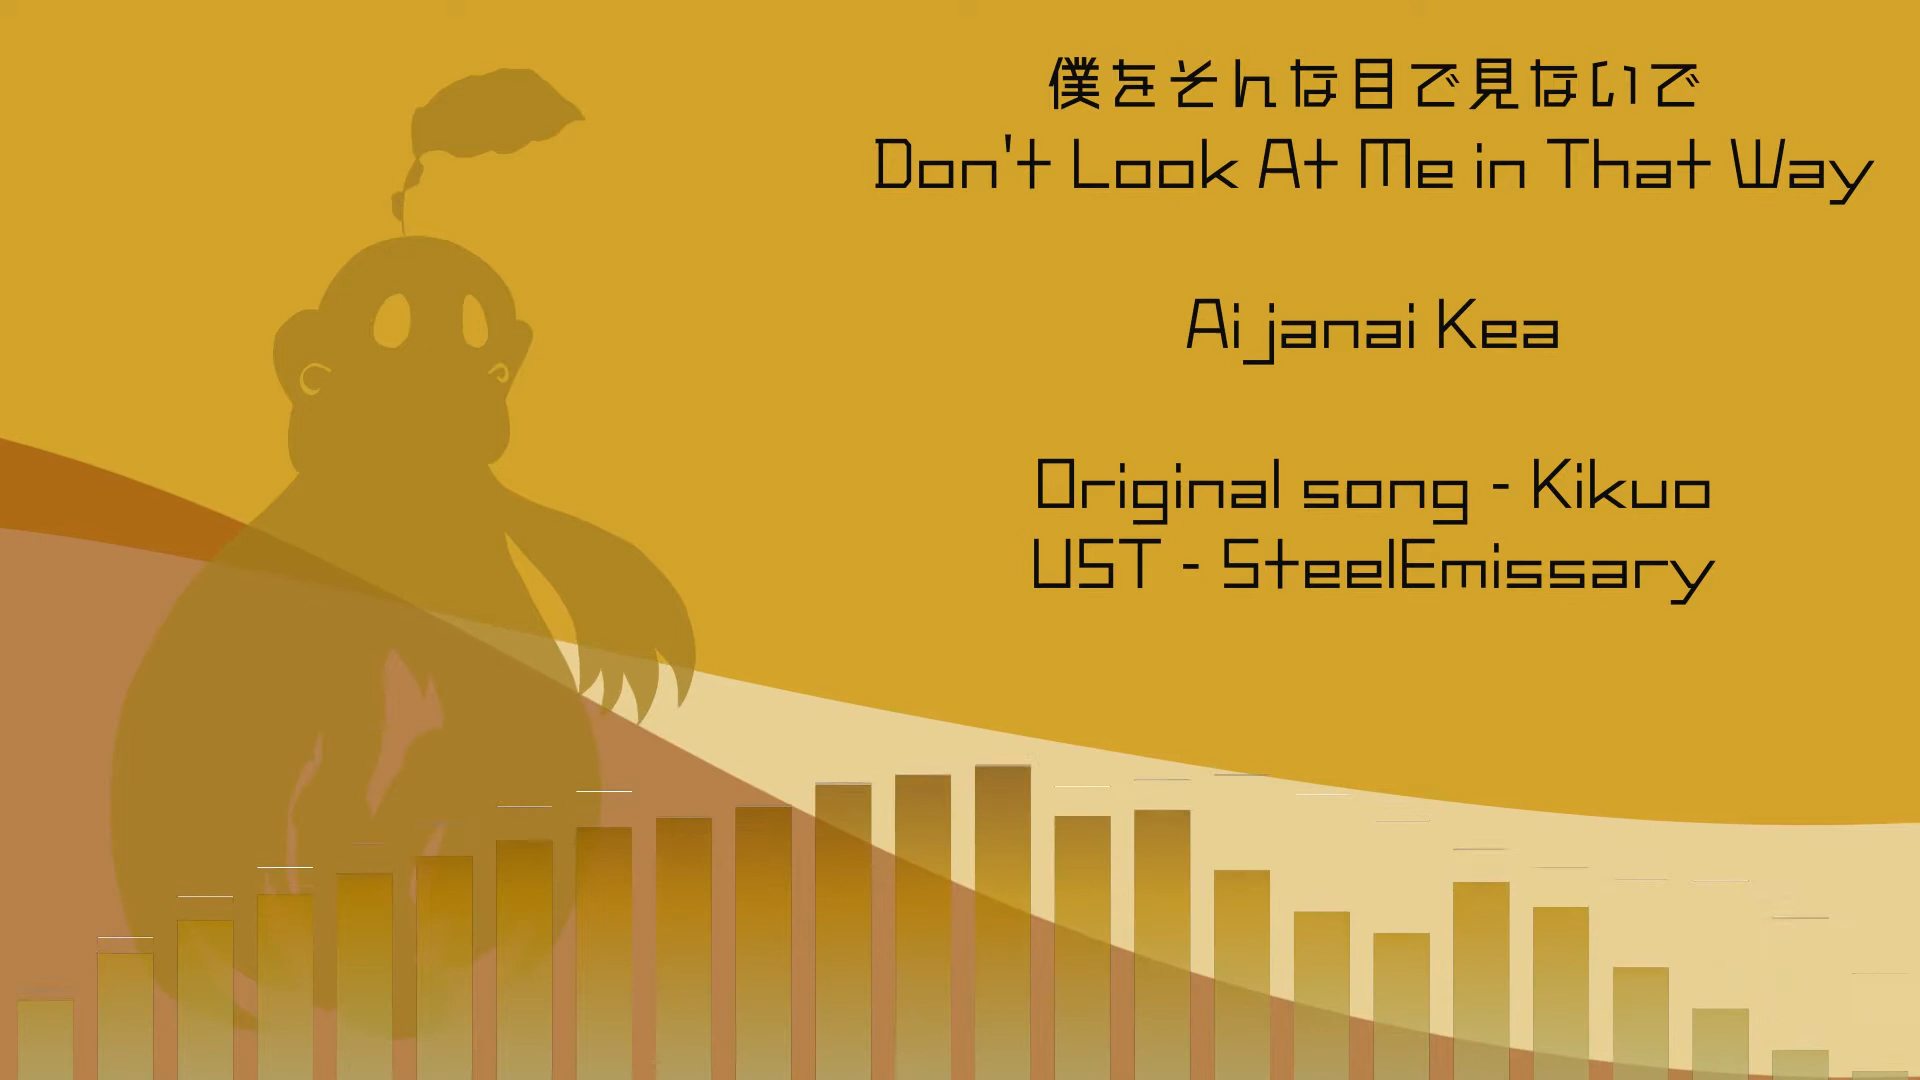 僕をそんな目で見ないで
Don't Look At Me in That Way
Ai janai Kea
Original song - Kikuo
UST - SteelEmissary